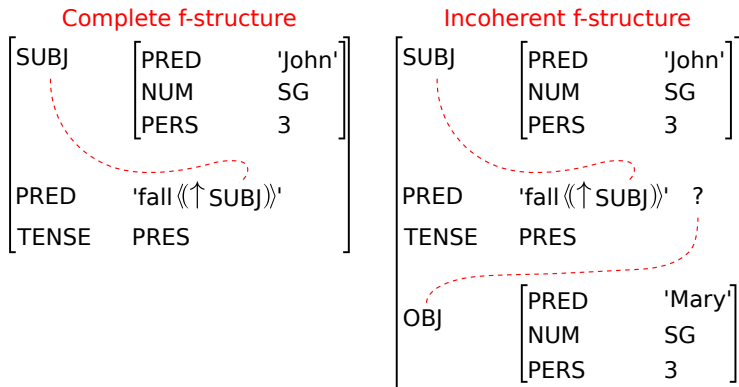 Complete f-structure
SUBJ PRED 'John'
NUM SG
PERS 3
PRED 'fall⟪(↑SUBJ)⟫'
TENSE PRES
Incoherent f-structure
SUBJ PRED 'John'
NUM SG
PERS 3
PRED 'fall⟪(↑SUBJ)⟫' ?
TENSE PRES
OBJ PRED 'Mary'
NUM SG
PERS 3